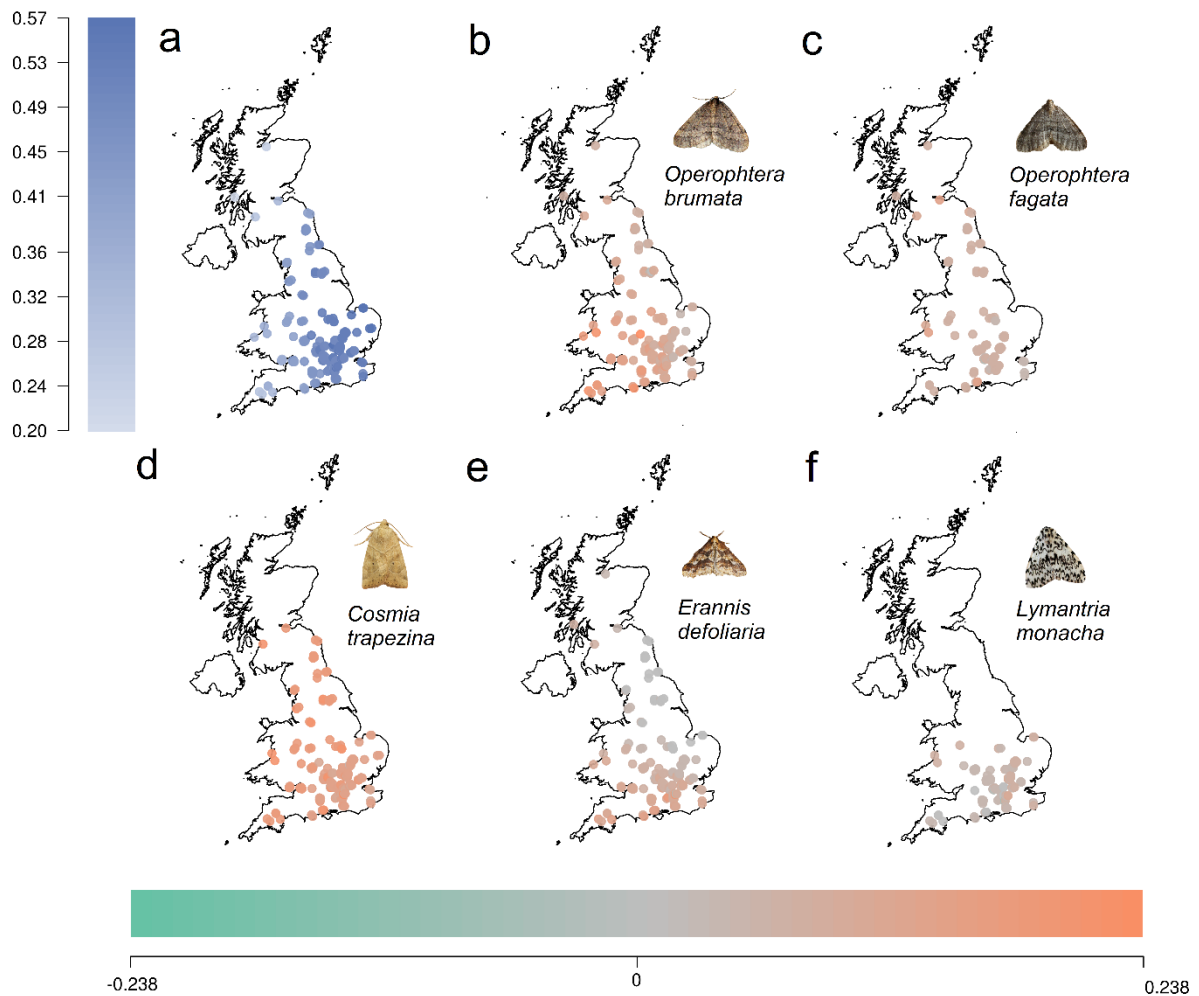 0.57
0.53
0.49
0.45
0.41
0.36
0.32
0.28
0.24
0.20
a
b
c
Operophtera
brumata
Operophtera
fagata
d
e
f
Cosmia
trapezina
Erannis
defoliaria
Lymantria
monacha
-0.238
0
0.238